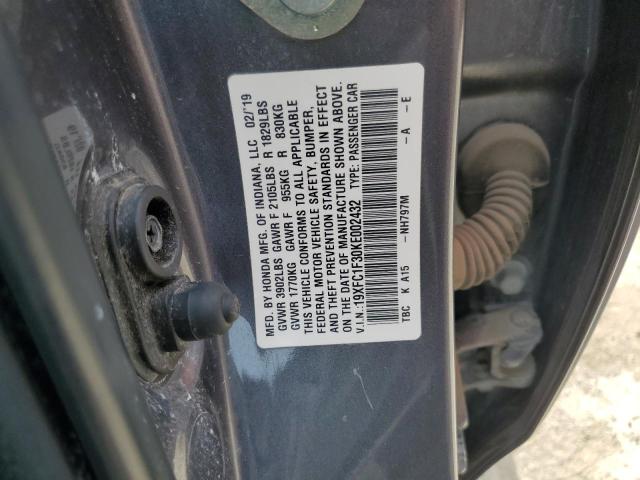 MFD. BY HONDA MFG. OF INDIANA, LLC 02/'19
GVWR 3902LBS GAWR F 2105LBS R 1829LBS
GVWR 1770KG GAWR F 955KG R 830KG
THIS VEHICLE CONFORMS TO ALL APPLICABLE
FEDERAL MOTOR VEHICLE SAFETY, BUMPER,
AND THEFT PREVENTION STANDARDS IN EFFECT
ON THE DATE OF MANUFACTURE SHOWN ABOVE.
V.I.N.:19XFC1F30KE002432 TYPE: PASSENGER CAR
TBC K A15 -NH797M -A -E